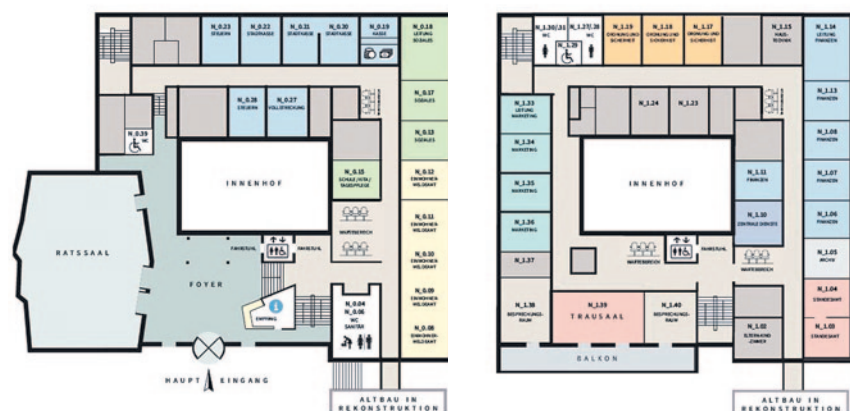 N_0.23
STEUERN
N_0.22
STADTKASSE
N_0.21
STADTKASSE
N_0.20
STADTKASSE
N_0.19
KASSE
N_0.18
LEITUNG
SOZIALES
N_0.28
STEUERN
N_0.27
VOLLSTRECKUNG
N_0.17
SOZIALES
N_0.13
SOZIALES
N_0.29
WC
N_0.15
SCHULE / KITA /
TAGESPFLEGE
N_0.12
EINWOHNER-
MELDEAMT
INNENHOF
N_0.11
EINWOHNER-
MELDEAMT
WARTEBEREICH
N_0.10
EINWOHNER-
MELDEAMT
RATSSAAL
FAHRSTUHL
FAHRSTUHL
FOYER
N_0.09
EINWOHNER-
MELDEAMT
EMPFANG
N_0.04
N_0.06
WC
SANITÄR
N_0.08
EINWOHNER-
MELDEAMT
HAUPT EINGANG
ALTBAU IN
REKONSTRUKTION
N_1.30/.31
WC
N_1.29
N_1.27/.28
WC
N_1.19
ORDNUNG UND
SICHERHEIT
N_1.18
ORDNUNG UND
SICHERHEIT
N_1.17
ORDNUNG UND
SICHERHEIT
N_1.15
HAUS-
TECHNIK
N_1.14
LEITUNG
FINANZEN
N_1.33
LEITUNG
MARKETING
N_1.24
N_1.23
N_1.13
FINANZEN
N_1.34
MARKETING
N_1.08
FINANZEN
N_1.35
MARKETING
INNENHOF
N_1.11
FINANZEN
N_1.07
FINANZEN
N_1.36
MARKETING
N_1.10
ZENTRALE DIENSTE
N_1.06
FINANZEN
N_1.37
WARTEBEREICH
FAHRSTUHL
WARTEBEREICH
N_1.05
ARCHIV
N_1.04
STANDESAMT
N_1.38
BESPRECHUNGS-
RAUM
N_1.39
TRAUSAAL
N_1.40
BESPRECHUNGS-
RAUM
N_1.02
ELTERN-KIND
-ZIMMER
N_1.03
STANDESAMT
BALKON
ALTBAU IN
REKONSTRUKTION